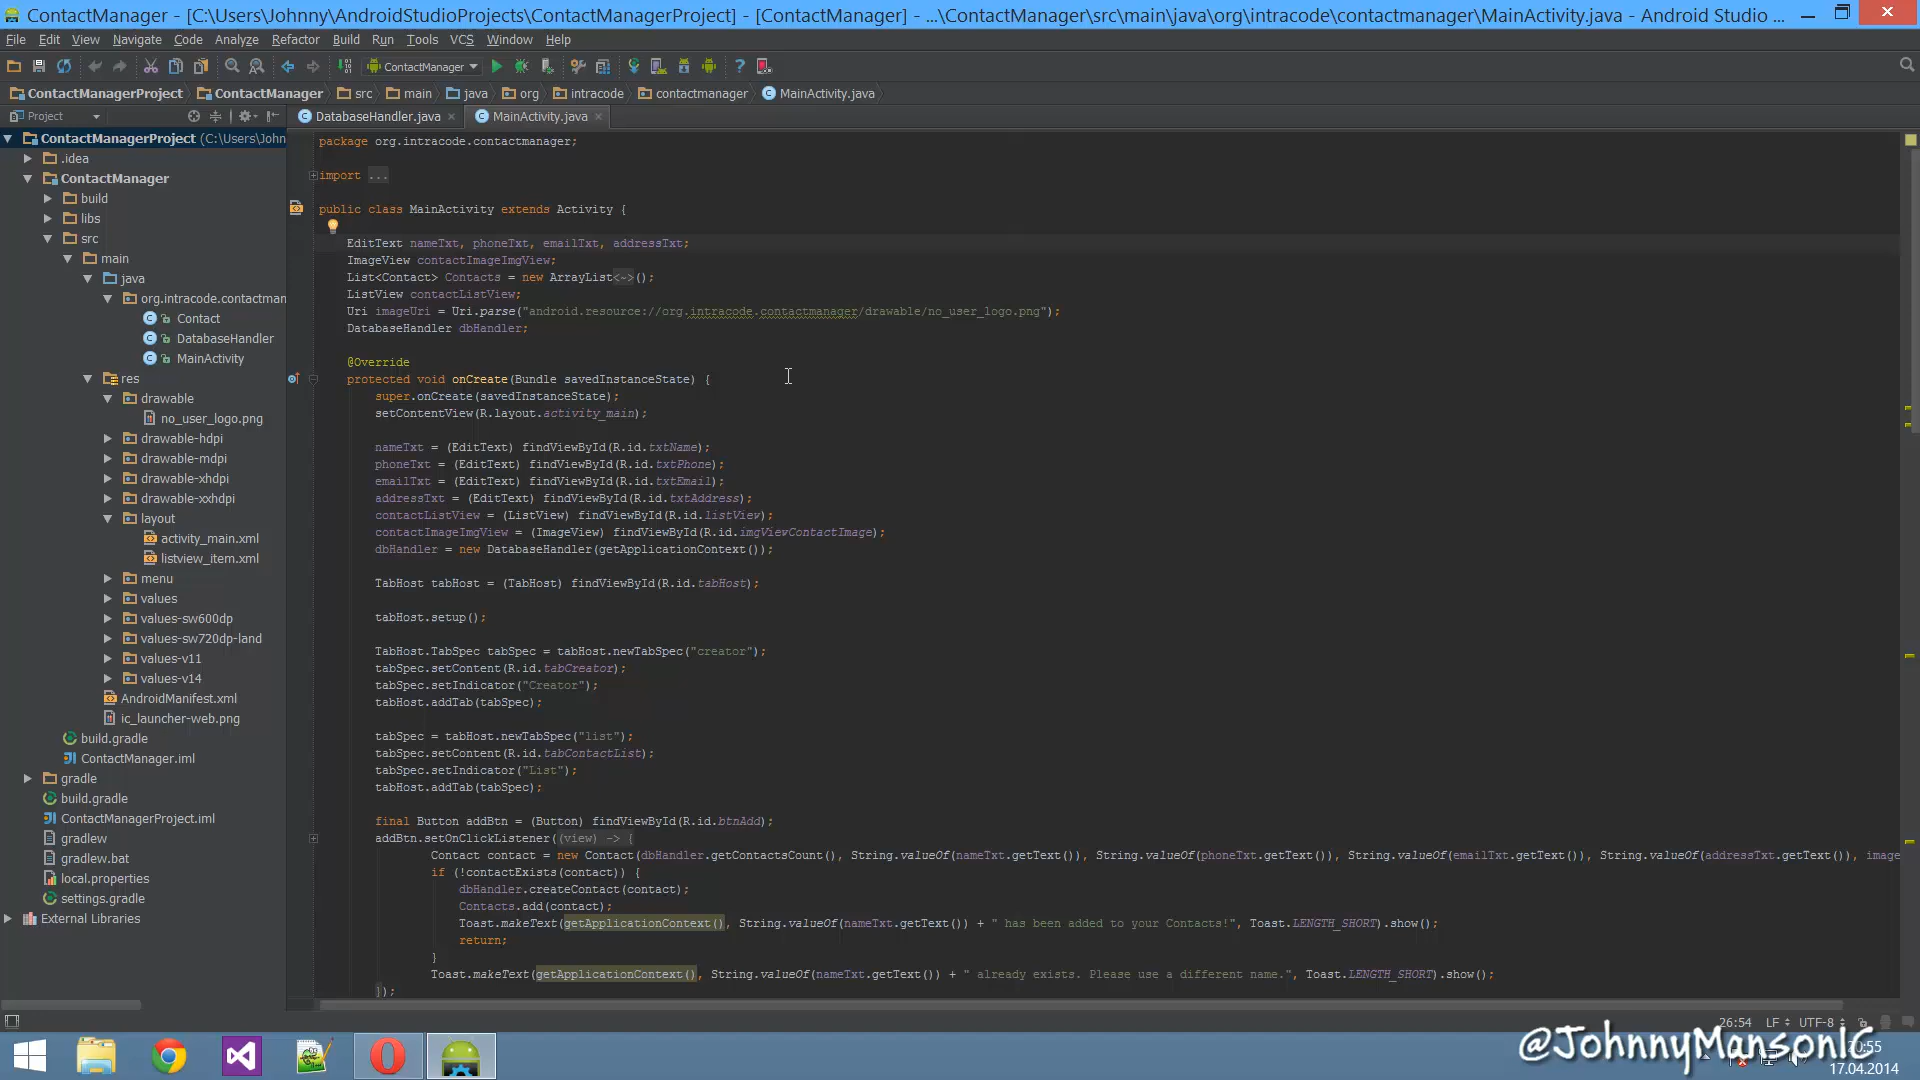 ContactManager - [C:\Users\Johnny\AndroidStudioProjects\ContactManagerProject] - [ContactManager] - ...\ContactManager\src\main\java\org\intracode\contactmanager\MainActivity.java - Android Studio ...
File Edit View Navigate Code Analyze Refactor Build Run Tools VCS Window Help
ContactManager
ContactManagerProject ContactManager src main java org intracode contactmanager MainActivity.java
Project
DatabaseHandler.java MainActivity.java
ContactManagerProject (C:\Users\John
.idea
ContactManager
build
libs
src
main
java
org.intracode.contactman
Contact
DatabaseHandler
MainActivity
res
drawable
no_user_logo.png
drawable-hdpi
drawable-mdpi
drawable-xhdpi
drawable-xxhdpi
layout
activity_main.xml
listview_item.xml
menu
values
values-sw600dp
values-sw720dp-land
values-v11
values-v14
AndroidManifest.xml
ic_launcher-web.png
build.gradle
ContactManager.iml
gradle
build.gradle
ContactManagerProject.iml
gradlew
gradlew.bat
local.properties
settings.gradle
External Libraries
package org.intracode.contactmanager;
import ...
public class MainActivity extends Activity {
EditText nameTxt, phoneTxt, emailTxt, addressTxt;
ImageView contactImageImgView;
List<Contact> Contacts = new ArrayList<~>();
ListView contactListView;
Uri imageUri = Uri.parse("android.resource://org.intracode.contactmanager/drawable/no_user_logo.png");
DatabaseHandler dbHandler;
@Override
protected void onCreate(Bundle savedInstanceState) {
super.onCreate(savedInstanceState);
setContentView(R.layout.activity_main);
nameTxt = (EditText) findViewById(R.id.txtName);
phoneTxt = (EditText) findViewById(R.id.txtPhone);
emailTxt = (EditText) findViewById(R.id.txtEmail);
addressTxt = (EditText) findViewById(R.id.txtAddress);
contactListView = (ListView) findViewById(R.id.listView);
contactImageImgView = (ImageView) findViewById(R.id.imgViewContactImage);
dbHandler = new DatabaseHandler(getApplicationContext());
TabHost tabHost = (TabHost) findViewById(R.id.tabHost);
tabHost.setup();
TabHost.TabSpec tabSpec = tabHost.newTabSpec("creator");
tabSpec.setContent(R.id.tabCreator);
tabSpec.setIndicator("Creator");
tabHost.addTab(tabSpec);
tabSpec = tabHost.newTabSpec("list");
tabSpec.setContent(R.id.tabContactList);
tabSpec.setIndicator("List");
tabHost.addTab(tabSpec);
final Button addBtn = (Button) findViewById(R.id.btnAdd);
addBtn.setOnClickListener((view) -> {
Contact contact = new Contact(dbHandler.getContactsCount(), String.valueOf(nameTxt.getText()), String.valueOf(phoneTxt.getText()), String.valueOf(emailTxt.getText()), String.valueOf(addressTxt.getText()), image
if (!contactExists(contact)) {
dbHandler.createContact(contact);
Contacts.add(contact);
Toast.makeText(getApplicationContext(), String.valueOf(nameTxt.getText()) + " has been added to your Contacts!", Toast.LENGTH_SHORT).show();
return;
}
Toast.makeText(getApplicationContext(), String.valueOf(nameTxt.getText()) + " already exists. Please use a different name.", Toast.LENGTH_SHORT).show();
});
26:54 LF UTF-8
@JohnnyMansonIC
20:55
17.04.2014